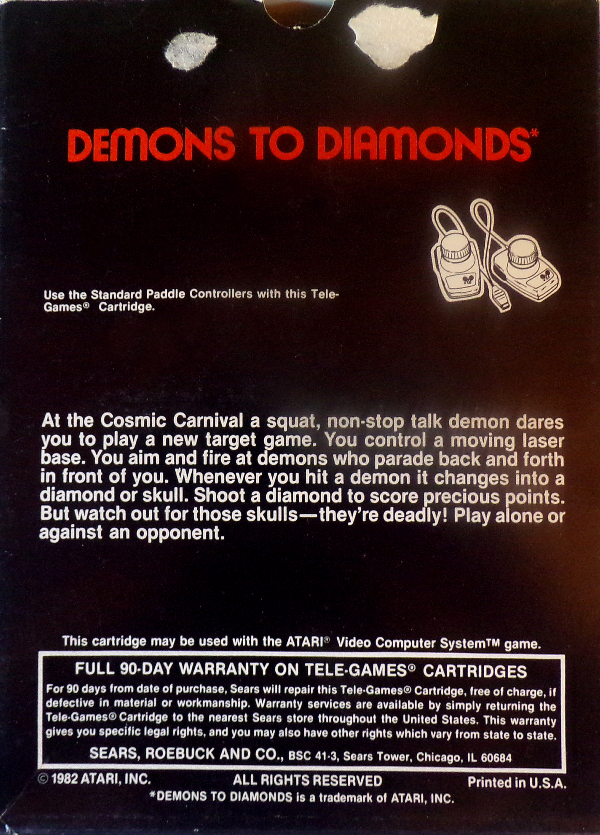 DEMONS TO DIAMONDS*
Use the Standard Paddle Controllers with this Tele-
Games® Cartridge.
At the Cosmic Carnival a squat, non-stop talk demon dares
you to play a new target game. You control a moving laser
base. You aim and fire at demons who parade back and forth
in front of you. Whenever you hit a demon it changes into a
diamond or skull. Shoot a diamond to score precious points.
But watch out for those skulls—they're deadly! Play alone or
against an opponent.
This cartridge may be used with the ATARI® Video Computer System™ game.
FULL 90-DAY WARRANTY ON TELE-GAMES® CARTRIDGES
For 90 days from date of purchase, Sears will repair this Tele-Games® Cartridge, free of charge, if
defective in material or workmanship. Warranty services are available by simply returning the
Tele-Games® Cartridge to the nearest Sears store throughout the United States. This warranty
gives you specific legal rights, and you may also have other rights which vary from state to state.
SEARS, ROEBUCK AND CO., BSC 41-3, Sears Tower, Chicago, IL 60684
© 1982 ATARI, INC. ALL RIGHTS RESERVED Printed in U.S.A.
*DEMONS TO DIAMONDS is a trademark of ATARI, INC.